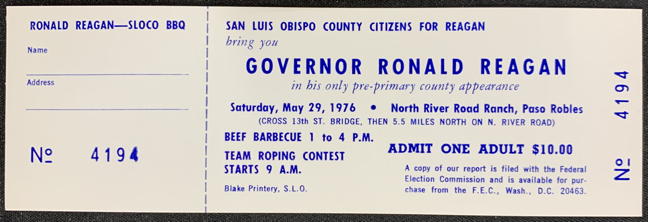 RONALD REAGAN—SLOCO BBQ
Name
Address
No 4194
SAN LUIS OBISPO COUNTY CITIZENS FOR REAGAN
bring you
GOVERNOR RONALD REAGAN
in his only pre-primary county appearance
Saturday, May 29, 1976 • North River Road Ranch, Paso Robles
(CROSS 13th ST. BRIDGE, THEN 5.5 MILES NORTH ON N. RIVER ROAD)
BEEF BARBECUE 1 to 4 P.M.
TEAM ROPING CONTEST
STARTS 9 A.M.
Blake Printery, S.L.O.
ADMIT ONE ADULT $10.00
A copy of our report is filed with the Federal
Election Commission and is available for pur-
chase from the F.E.C., Wash., D.C. 20463.
No 4194